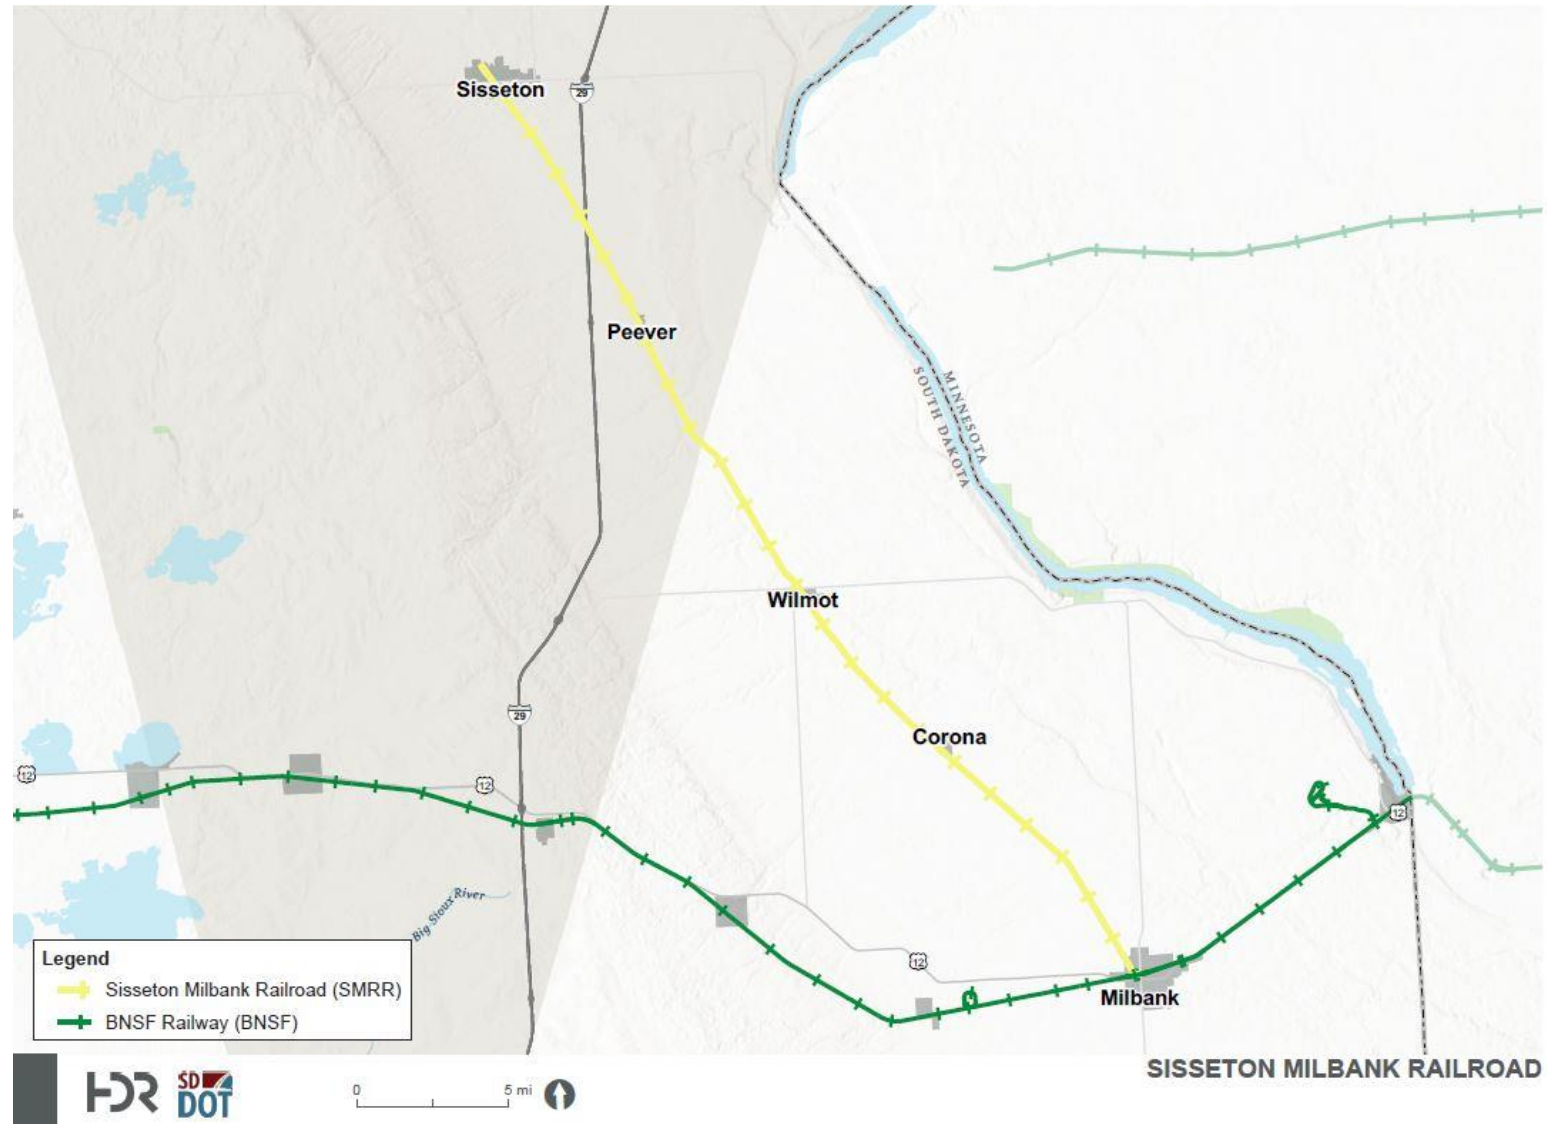 Sisseton
29
Peever
MINNESOTA
SOUTH DAKOTA
Wilmot
29
Corona
12
12
12
Big Sioux River
12
Milbank
Legend
Sisseton Milbank Railroad (SMRR)
BNSF Railway (BNSF)
SISSETON MILBANK RAILROAD
HDR
SD
DOT
0
5 mi